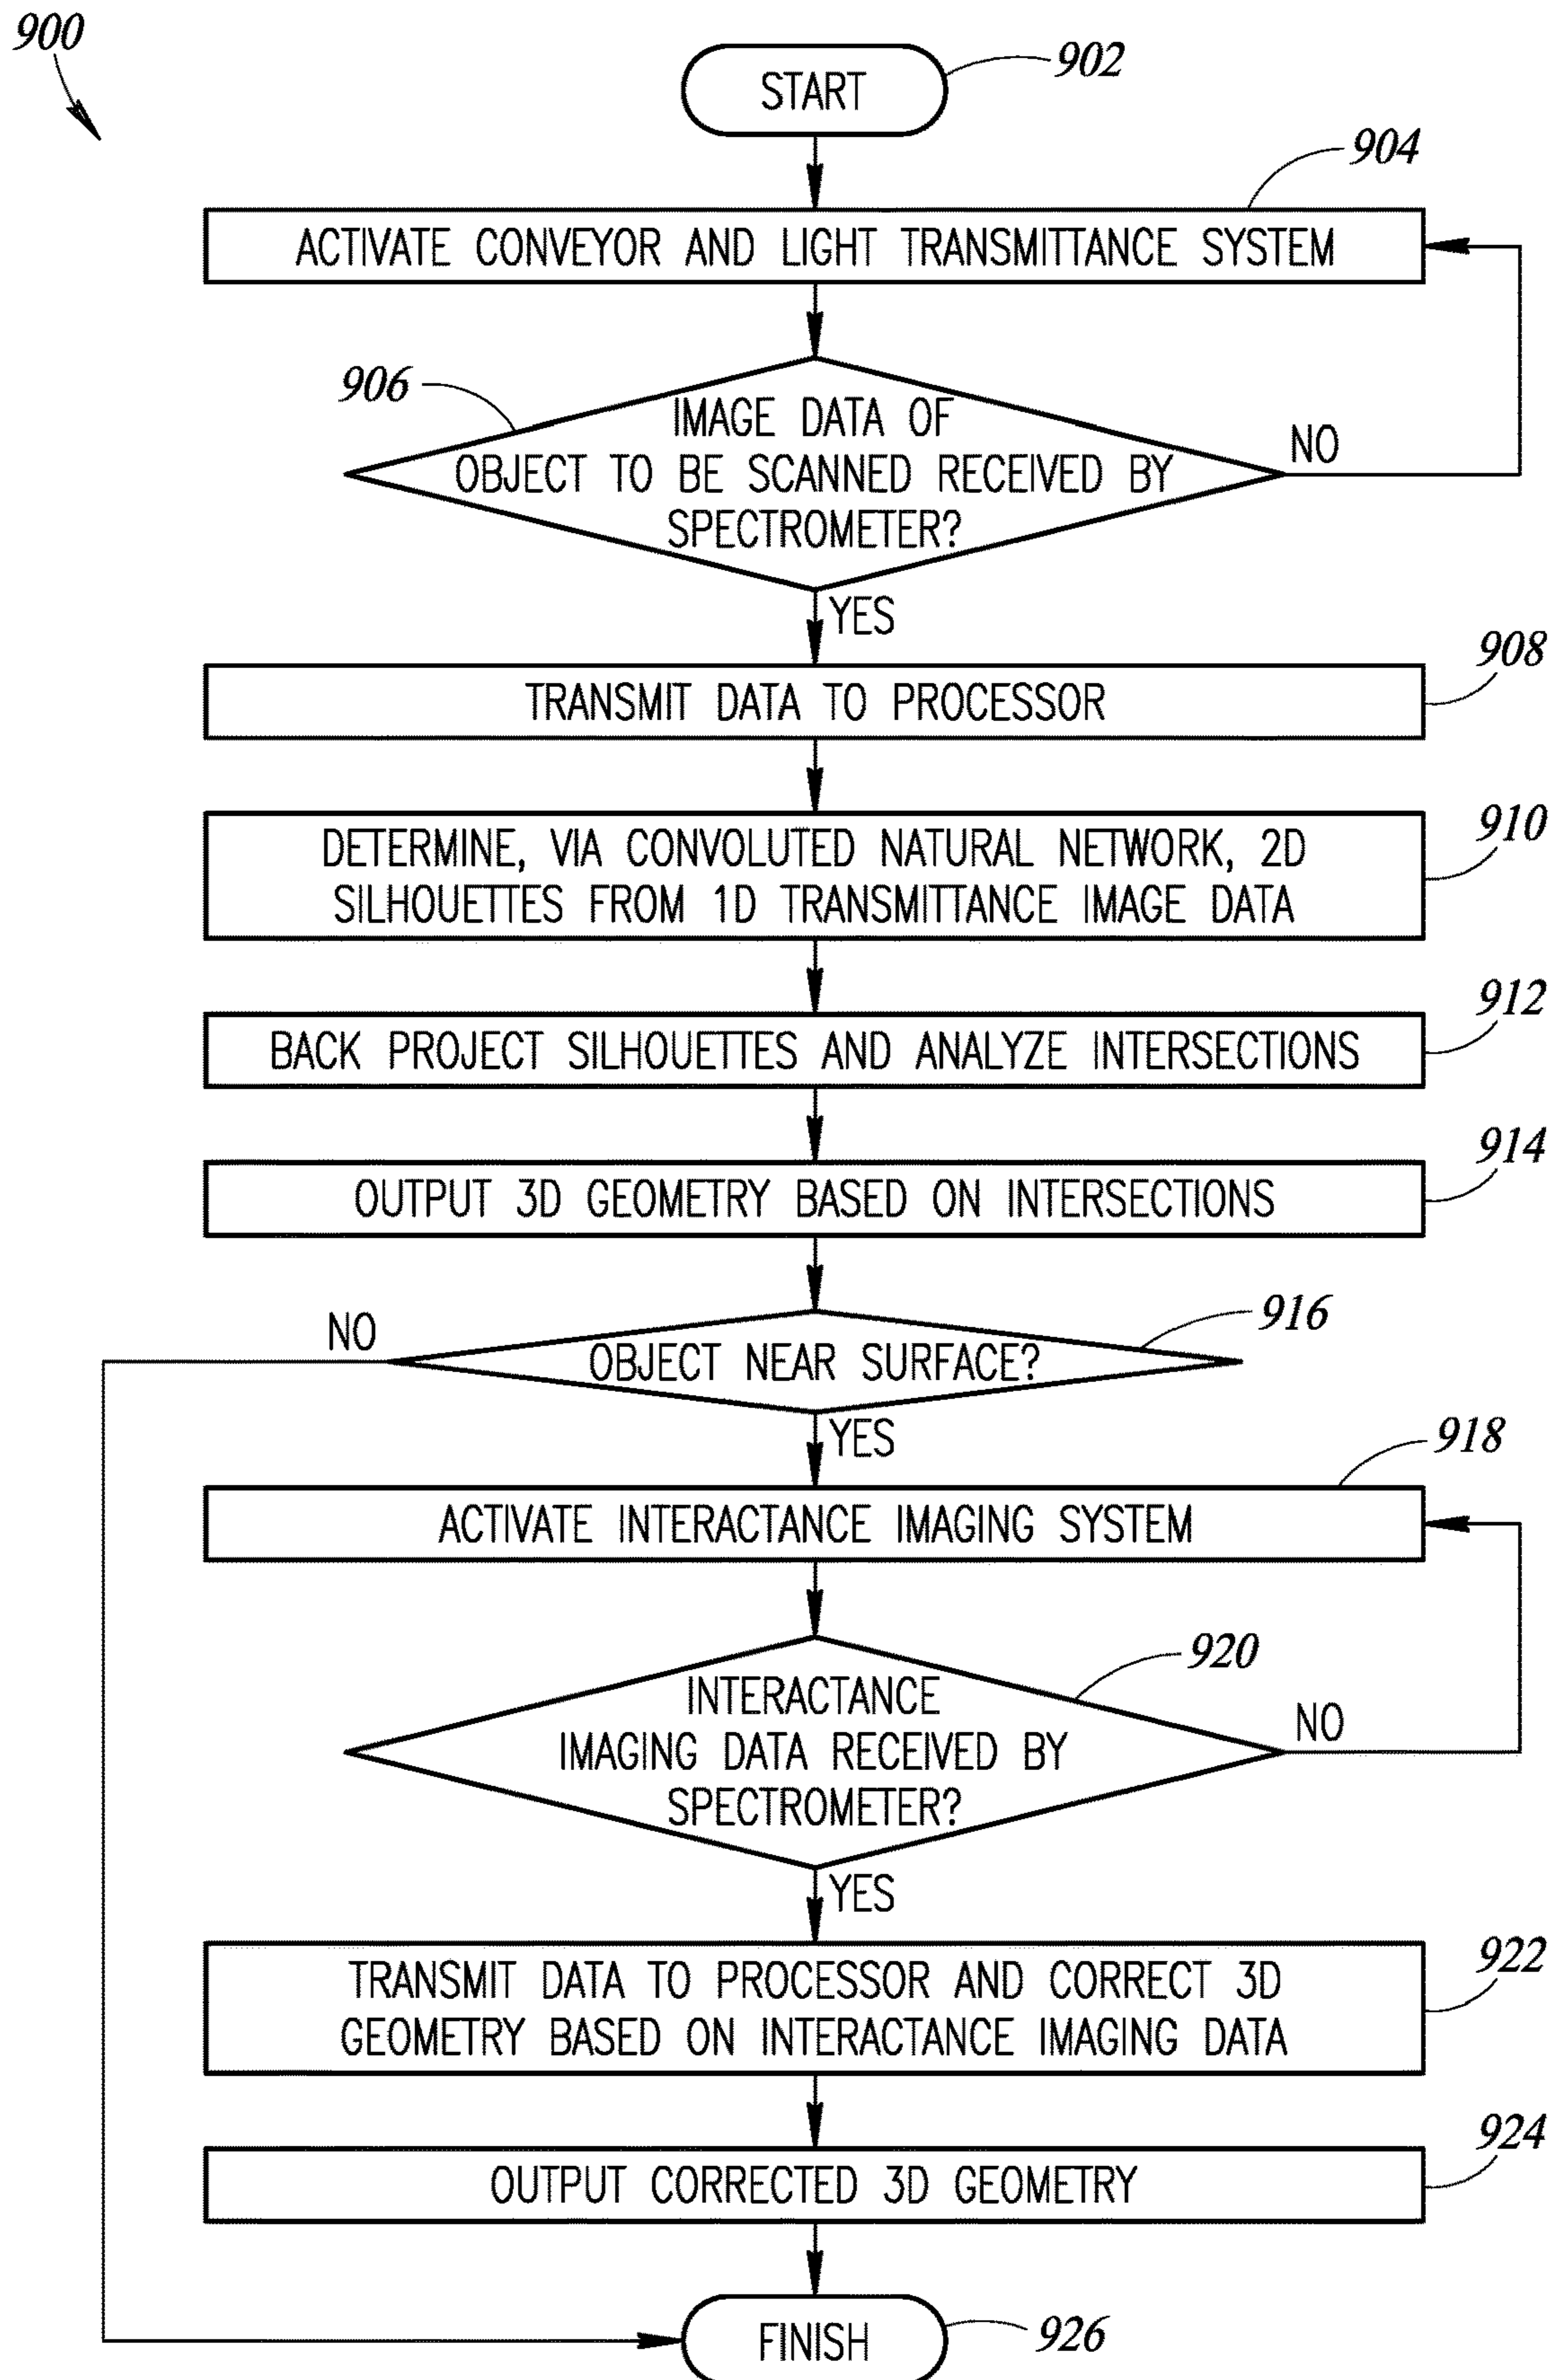 900
START
902
904
ACTIVATE CONVEYOR AND LIGHT TRANSMITTANCE SYSTEM
906
IMAGE DATA OF
OBJECT TO BE SCANNED RECEIVED BY
SPECTROMETER?
NO
YES
908
TRANSMIT DATA TO PROCESSOR
910
DETERMINE, VIA CONVOLUTED NATURAL NETWORK, 2D
SILHOUETTES FROM 1D TRANSMITTANCE IMAGE DATA
912
BACK PROJECT SILHOUETTES AND ANALYZE INTERSECTIONS
914
OUTPUT 3D GEOMETRY BASED ON INTERSECTIONS
916
NO
OBJECT NEAR SURFACE?
YES
918
ACTIVATE INTERACTANCE IMAGING SYSTEM
920
INTERACTANCE
IMAGING DATA RECEIVED BY
SPECTROMETER?
NO
YES
922
TRANSMIT DATA TO PROCESSOR AND CORRECT 3D
GEOMETRY BASED ON INTERACTANCE IMAGING DATA
924
OUTPUT CORRECTED 3D GEOMETRY
FINISH
926